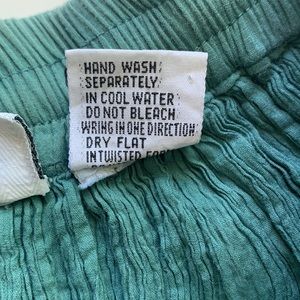 HAND WASH
SEPARATELY
IN COOL WATER
DO NOT BLEACH
WRING IN ONE DIRECTION
DRY FLAT
IN TWISTED